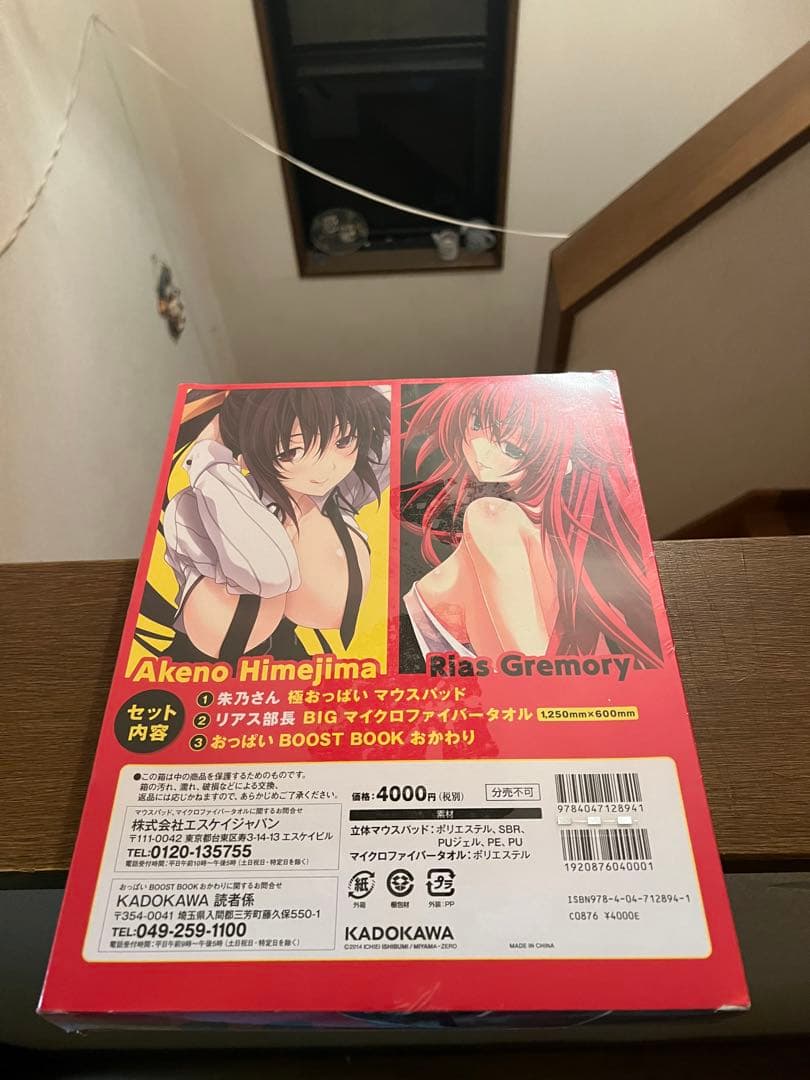 Akeno Himejima
Rias Gremory
セット内容
① 朱乃さん 極おっぱい マウスパッド
② リアス部長 BIG マイクロファイバータオル 1,250mm×600mm
③ おっぱい BOOST BOOK おかわり
●この箱は中の商品を保護するためのものです。
箱の汚れ、濡れ、破損などによる交換、
返品には応じかねますので、あらかじめご了承ください。
マウスパッド、マイクロファイバータオルに関するお問合せ
株式会社エスケイジャパン
〒111-0042 東京都台東区寿3-14-13 エスケイビル
TEL:0120-135755
電話受付時間：平日午前10時〜午後5時（土日祝日・特定日を除く）
おっぱい BOOST BOOK おかわりに関するお問合せ
KADOKAWA 読者係
〒354-0041 埼玉県入間郡三芳町藤久保550-1
TEL:049-259-1100
電話受付時間：平日午前9時〜午後5時（土日祝日・特定日を除く）
価格：4000円（税別）
分売不可
素材
立体マウスパッド：ポリエステル、SBR、
PUジェル、PE、PU
マイクロファイバータオル：ポリエステル
紙
外箱
梱包材
プラ
外装：PP
KADOKAWA
©2014 ICHIEI ISHIBUMI / MIYAMA-ZERO
MADE IN CHINA
9784047128941
1920876040001
ISBN978-4-04-712894-1
C0876 ¥4000E